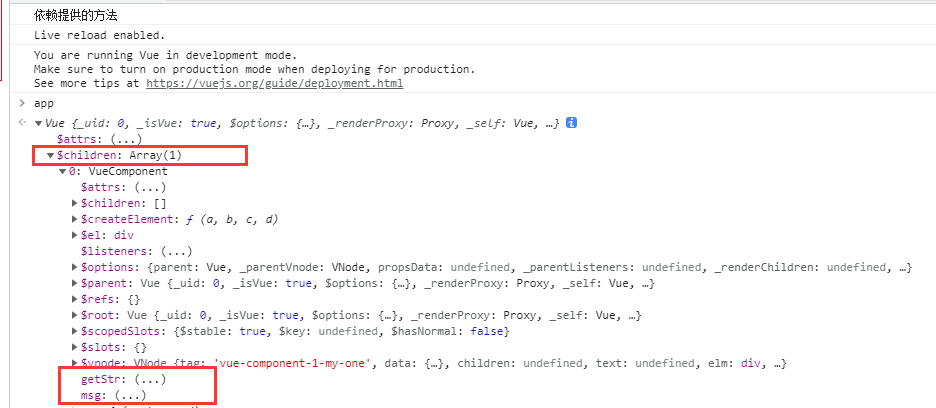 依赖提供的方法
Live reload enabled.
You are running Vue in development mode.
Make sure to turn on production mode when deploying for production.
See more tips at https://vuejs.org/guide/deployment.html
> app
Vue {_uid: 0, _isVue: true, $options: {…}, _renderProxy: Proxy, _self: Vue, …}
$attrs: (...)
$children: Array(1)
0: VueComponent
$attrs: (...)
$children: []
$createElement: ƒ (a, b, c, d)
$el: div
$listeners: (...)
$options: {parent: Vue, _parentVnode: VNode, propsData: undefined, _parentListeners: undefined, _renderChildren: undefined, …}
$parent: Vue {_uid: 0, _isVue: true, $options: {…}, _renderProxy: Proxy, _self: Vue, …}
$refs: {}
$root: Vue {_uid: 0, _isVue: true, $options: {…}, _renderProxy: Proxy, _self: Vue, …}
$scopedSlots: {$stable: true, $key: undefined, $hasNormal: false}
$slots: {}
$vnode: VNode {tag: 'vue-component-1-my-one', data: {…}, children: undefined, text: undefined, elm: div, …}
getStr: (...)
msg: (...)